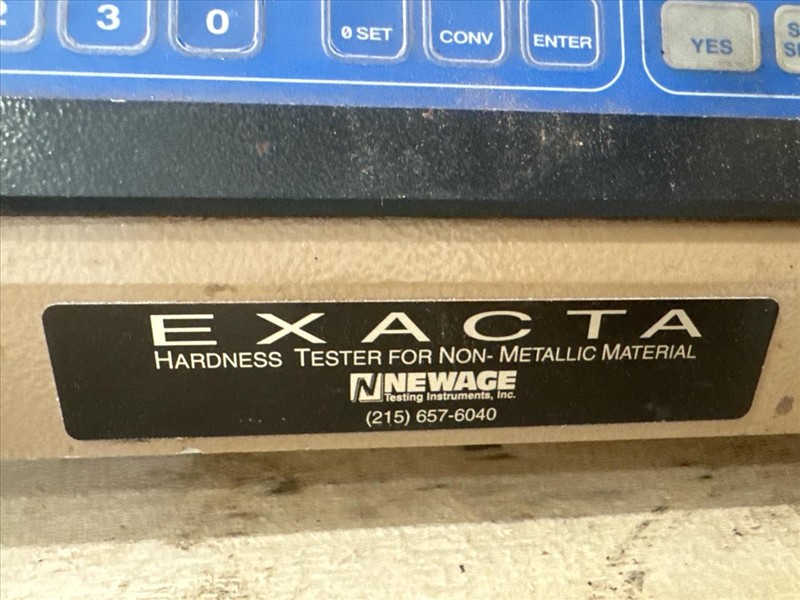 3 0 0 SET CONV ENTER YES
EXACTA
HARDNESS TESTER FOR NON-METALLIC MATERIAL
NEWAGE
Testing Instruments, Inc.
(215) 657-6040